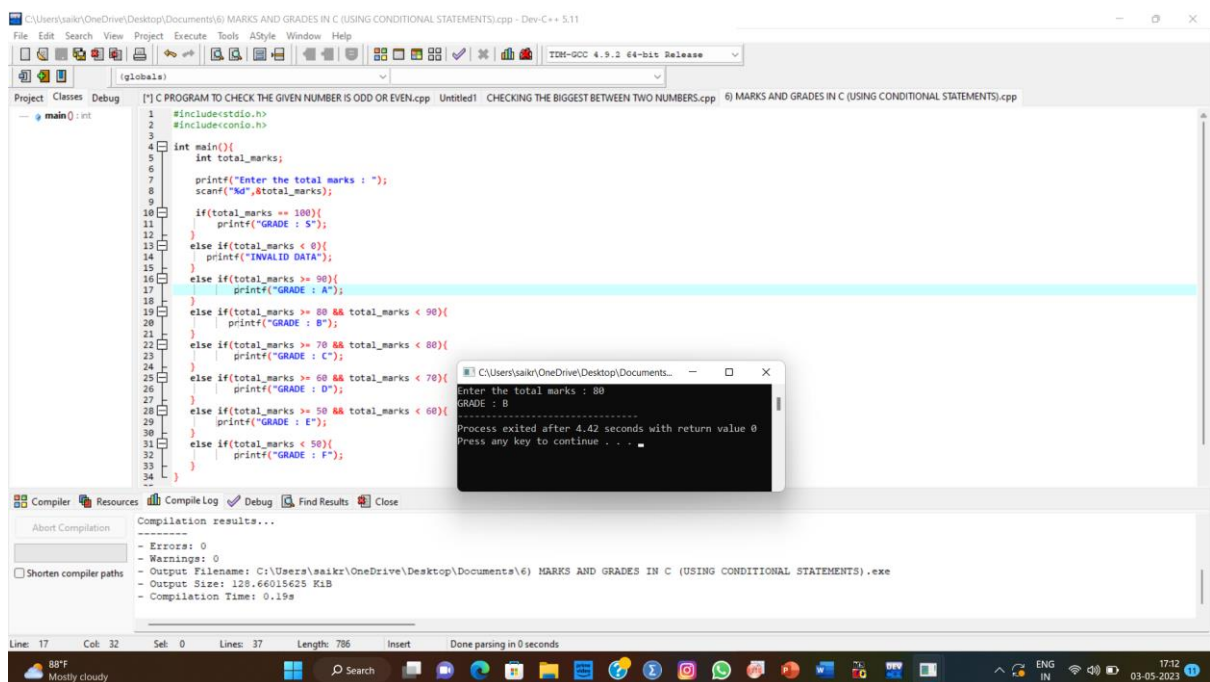 C:\Users\saikr\OneDrive\Desktop\Documents\6) MARKS AND GRADES IN C (USING CONDITIONAL STATEMENTS).cpp - Dev-C++ 5.11
File Edit Search View Project Execute Tools AStyle Window Help
TDM-GCC 4.9.2 64-bit Release
(globals)
Project Classes Debug
[*] C PROGRAM TO CHECK THE GIVEN NUMBER IS ODD OR EVEN.cpp Untitled1 CHECKING THE BIGGEST BETWEEN TWO NUMBERS.cpp 6) MARKS AND GRADES IN C (USING CONDITIONAL STATEMENTS).cpp
main() : int
1 #include<stdio.h>
2 #include<conio.h>
3
4 int main(){
5 int total_marks;
6
7 printf("Enter the total marks : ");
8 scanf("%d",&total_marks);
9
10 if(total_marks == 100){
11 printf("GRADE : S");
12 }
13 else if(total_marks < 0){
14 printf("INVALID DATA");
15 }
16 else if(total_marks >= 90){
17 printf("GRADE : A");
18 }
19 else if(total_marks >= 80 && total_marks < 90){
20 printf("GRADE : B");
21 }
22 else if(total_marks >= 70 && total_marks < 80){
23 printf("GRADE : C");
24 }
25 else if(total_marks >= 60 && total_marks < 70){
26 printf("GRADE : D");
27 }
28 else if(total_marks >= 50 && total_marks < 60){
29 printf("GRADE : E");
30 }
31 else if(total_marks < 50){
32 printf("GRADE : F");
33 }
34 }
C:\Users\saikr\OneDrive\Desktop\Documents...
Enter the total marks : 80
GRADE : B
--------------------------------
Process exited after 4.42 seconds with return value 0
Press any key to continue . . .
Compiler Resources Compile Log Debug Find Results Close
Abort Compilation
Shorten compiler paths
Compilation results...
--------
- Errors: 0
- Warnings: 0
- Output Filename: C:\Users\saikr\OneDrive\Desktop\Documents\6) MARKS AND GRADES IN C (USING CONDITIONAL STATEMENTS).exe
- Output Size: 128.66015625 KiB
- Compilation Time: 0.19s
Line: 17 Col: 32 Sel: 0 Lines: 37 Length: 786 Insert Done parsing in 0 seconds
88°F
Mostly cloudy
Search
ENG
IN
17:12
03-05-2023
11